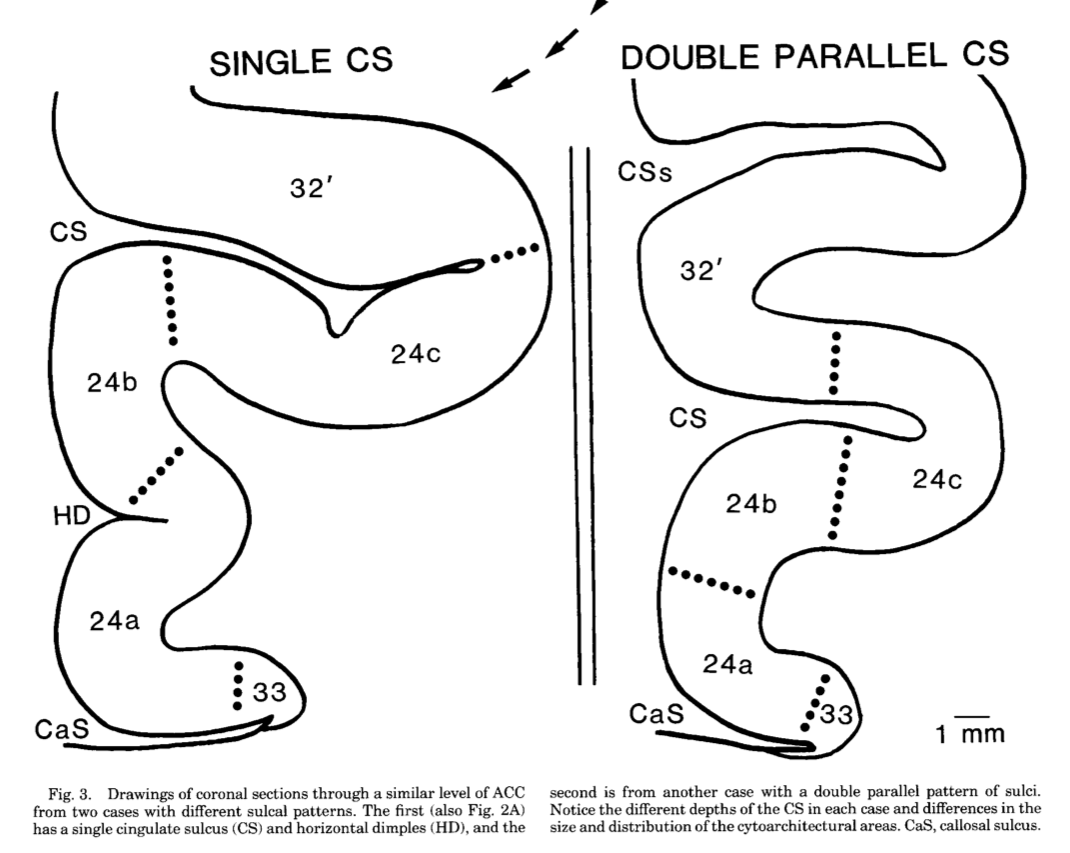 SINGLE CS
DOUBLE PARALLEL CS
32′
CS
24c
24b
HD
24a
33
CaS
CSs
32′
CS
24c
24b
24a
33
CaS
1 mm
Fig. 3. Drawings of coronal sections through a similar level of ACC
from two cases with different sulcal patterns. The first (also Fig. 2A)
has a single cingulate sulcus (CS) and horizontal dimples (HD), and the
second is from another case with a double parallel pattern of sulci.
Notice the different depths of the CS in each case and differences in the
size and distribution of the cytoarchitectural areas. CaS, callosal sulcus.